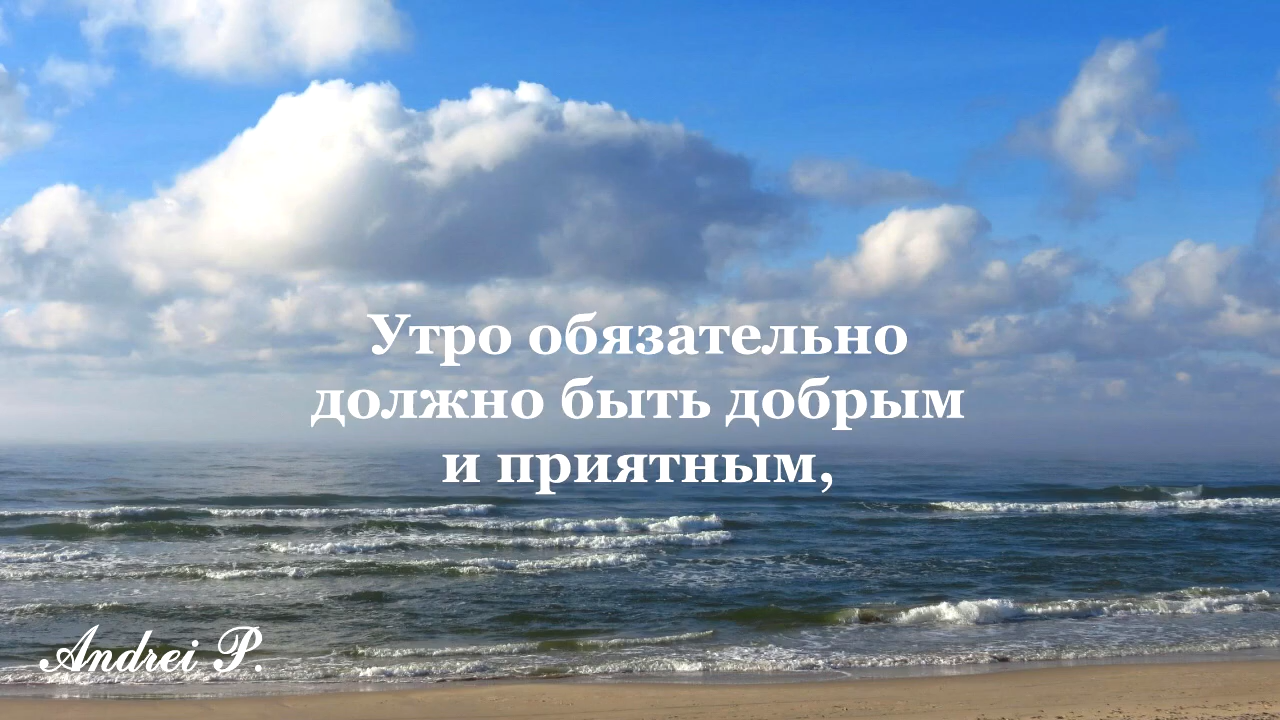 Утро обязательно
должно быть добрым
и приятным,
Andrei P.